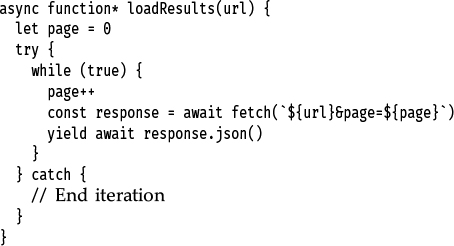 async function* loadResults(url) {
  let page = 0
  try {
    while (true) {
      page++
      const response = await fetch(`${url}&page=${page}`)
      yield await response.json()
    }
  } catch {
    // End iteration
  }
}